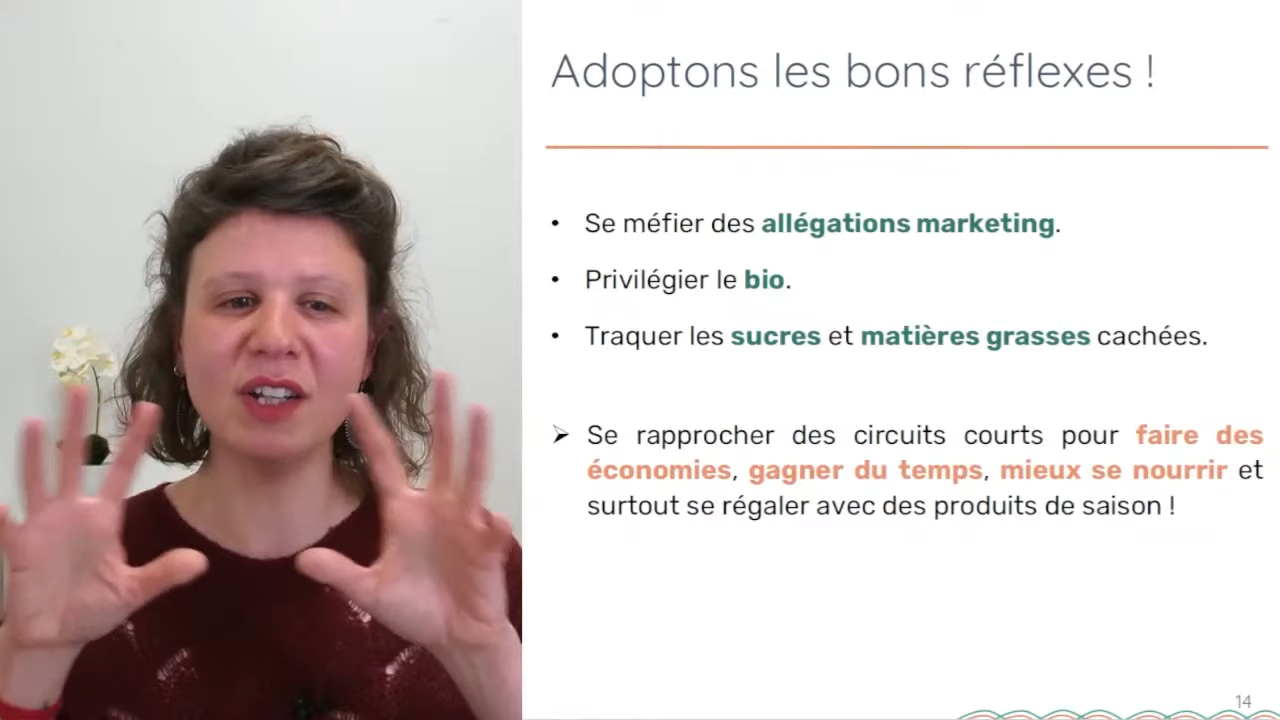 Adoptons les bons réflexes !
• Se méfier des allégations marketing.
• Privilégier le bio.
• Traquer les sucres et matières grasses cachées.
➢ Se rapprocher des circuits courts pour faire des
économies, gagner du temps, mieux se nourrir et
surtout se régaler avec des produits de saison !
14